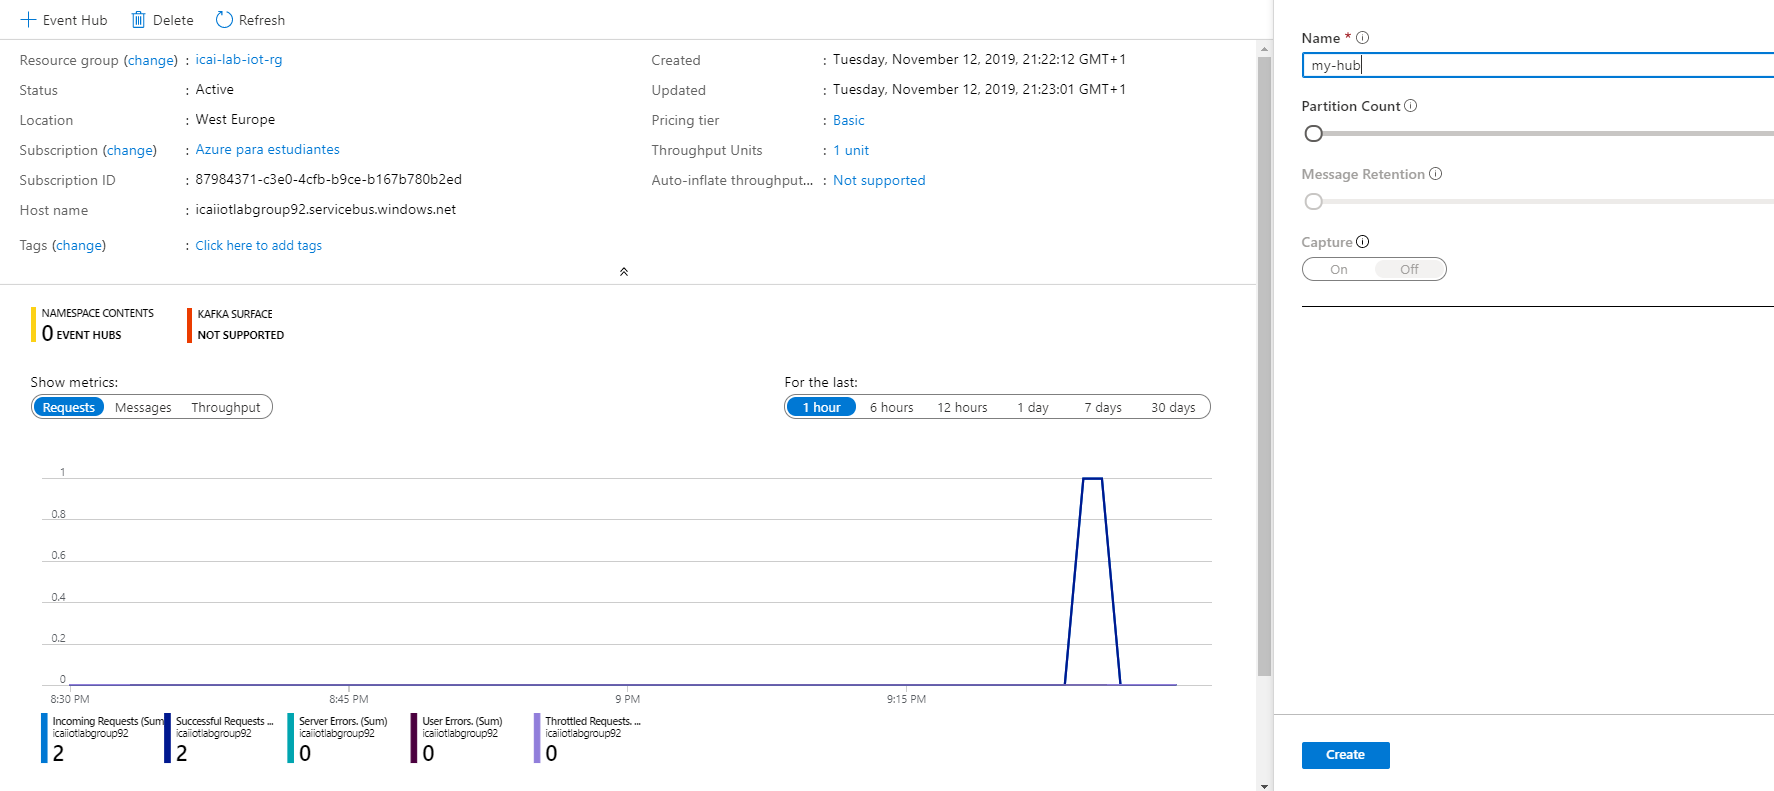 Event Hub Delete Refresh
Resource group (change) : icai-lab-iot-rg
Status : Active
Location : West Europe
Subscription (change) : Azure para estudiantes
Subscription ID : 87984371-c3e0-4cfb-b9ce-b167b780b2ed
Host name : icaiiotlabgroup92.servicebus.windows.net
Tags (change) : Click here to add tags
Created : Tuesday, November 12, 2019, 21:22:12 GMT+1
Updated : Tuesday, November 12, 2019, 21:23:01 GMT+1
Pricing tier : Basic
Throughput Units : 1 unit
Auto-inflate throughput... : Not supported
NAMESPACE CONTENTS
0 EVENT HUBS
KAFKA SURFACE
NOT SUPPORTED
Show metrics:
Requests Messages Throughput
For the last:
1 hour 6 hours 12 hours 1 day 7 days 30 days
1
0.8
0.6
0.4
0.2
0
8:30 PM 8:45 PM 9 PM 9:15 PM
Incoming Requests (Sum
icaiiotlabgroup92
2
Successful Requests ...
icaiiotlabgroup92
2
Server Errors. (Sum)
icaiiotlabgroup92
0
User Errors. (Sum)
icaiiotlabgroup92
0
Throttled Requests. ...
icaiiotlabgroup92
0
Name *
my-hub
Partition Count
Message Retention
Capture
On Off
Create